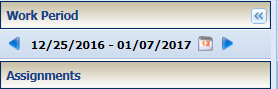 Work Period
12/25/2016 - 01/07/2017
Assignments